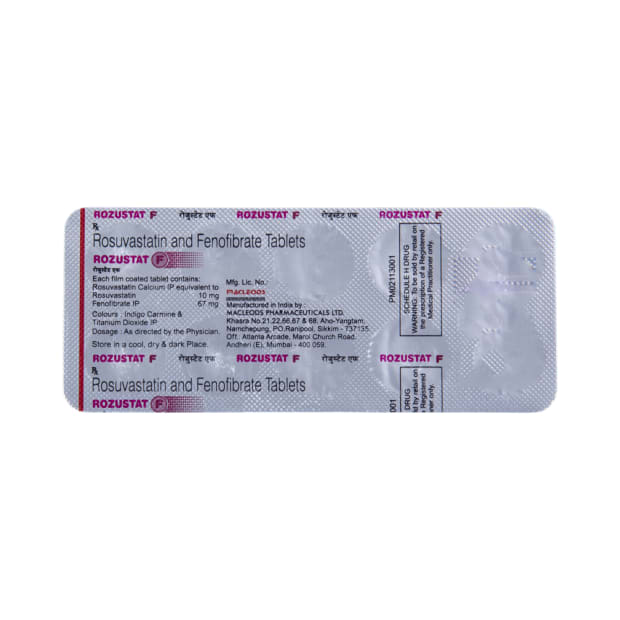 ROZUSTAT F रोजुस्टेट एफ ROZUSTAT F रोजुस्टेट एफ ROZUSTAT F
Rx
Rosuvastatin and Fenofibrate Tablets
ROZUSTAT F
रोजुस्टेट एफ
Each film coated tablet contains:
Rosuvastatin Calcium IP equivalent to
Rosuvastatin 10 mg
Fenofibrate IP 67 mg
Colours : Indigo Carmine &
Titanium Dioxide IP
Dosage : As directed by the Physician.
Store in a cool, dry & dark Place.
Mfg. Lic. No.:
MACLEODS
Manufactured in India by :
MACLEODS PHARMACEUTICALS LTD.
Khasra No.21,22,66,67 & 68, Aho-Yangtam,
Namchepung, PO.Ranipool, Sikkim - 737135
Off.: Atlanta Arcade, Marol Church Road,
Andheri (E), Mumbai - 400 059.
PM02113001
SCHEDULE H DRUG
WARNING: To be sold by retail on
the prescription of a Registered
Medical Practitioner only.
ROZUSTAT F रोजुस्टेट एफ ROZUSTAT F रोजुस्टेट एफ ROZUSTAT F
Rx
Rosuvastatin and Fenofibrate Tablets
ROZUSTAT F
001
DRUG
ld by retail on
a Registered
ner only.